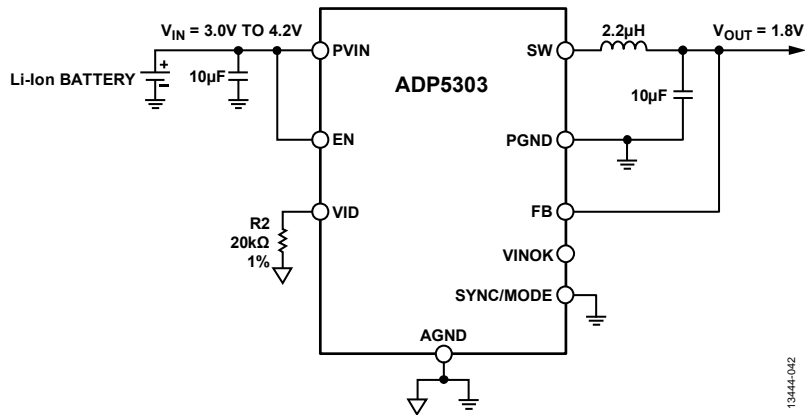 V_IN = 3.0V TO 4.2V
2.2µH
V_OUT = 1.8V
PVIN
SW
Li-Ion BATTERY
+
10µF
ADP5303
10µF
EN
PGND
VID
FB
R2
20kΩ
1%
VINOK
SYNC/MODE
AGND
13444-042